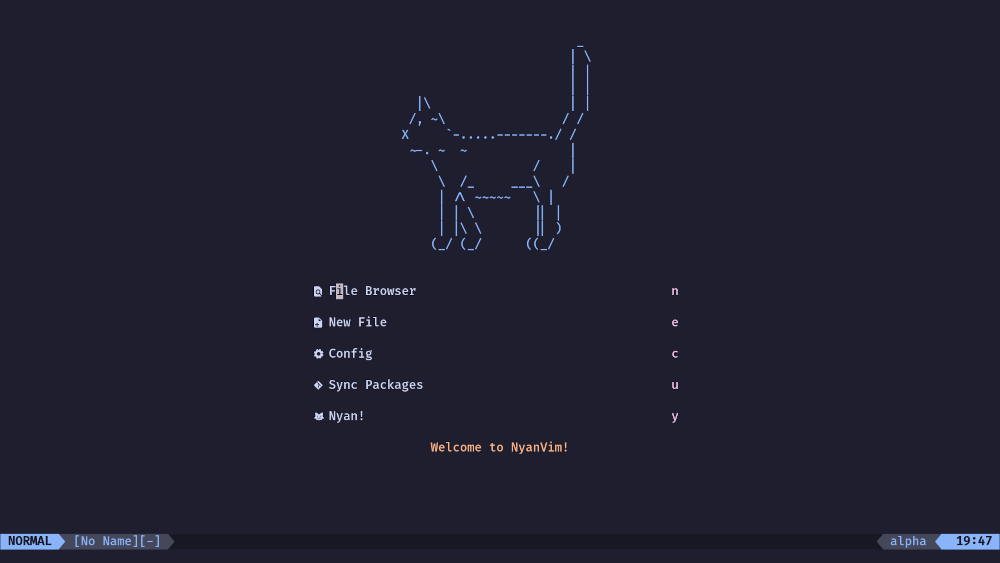 File Browser n
New File e
Config c
Sync Packages u
Nyan! y
Welcome to NyanVim!
NORMAL [No Name][-] alpha 19:47